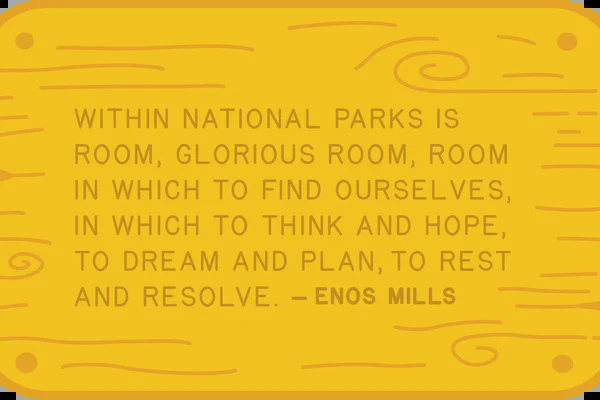 WITHIN NATIONAL PARKS IS
ROOM, GLORIOUS ROOM, ROOM
IN WHICH TO FIND OURSELVES,
IN WHICH TO THINK AND HOPE,
TO DREAM AND PLAN, TO REST
AND RESOLVE. – ENOS MILLS